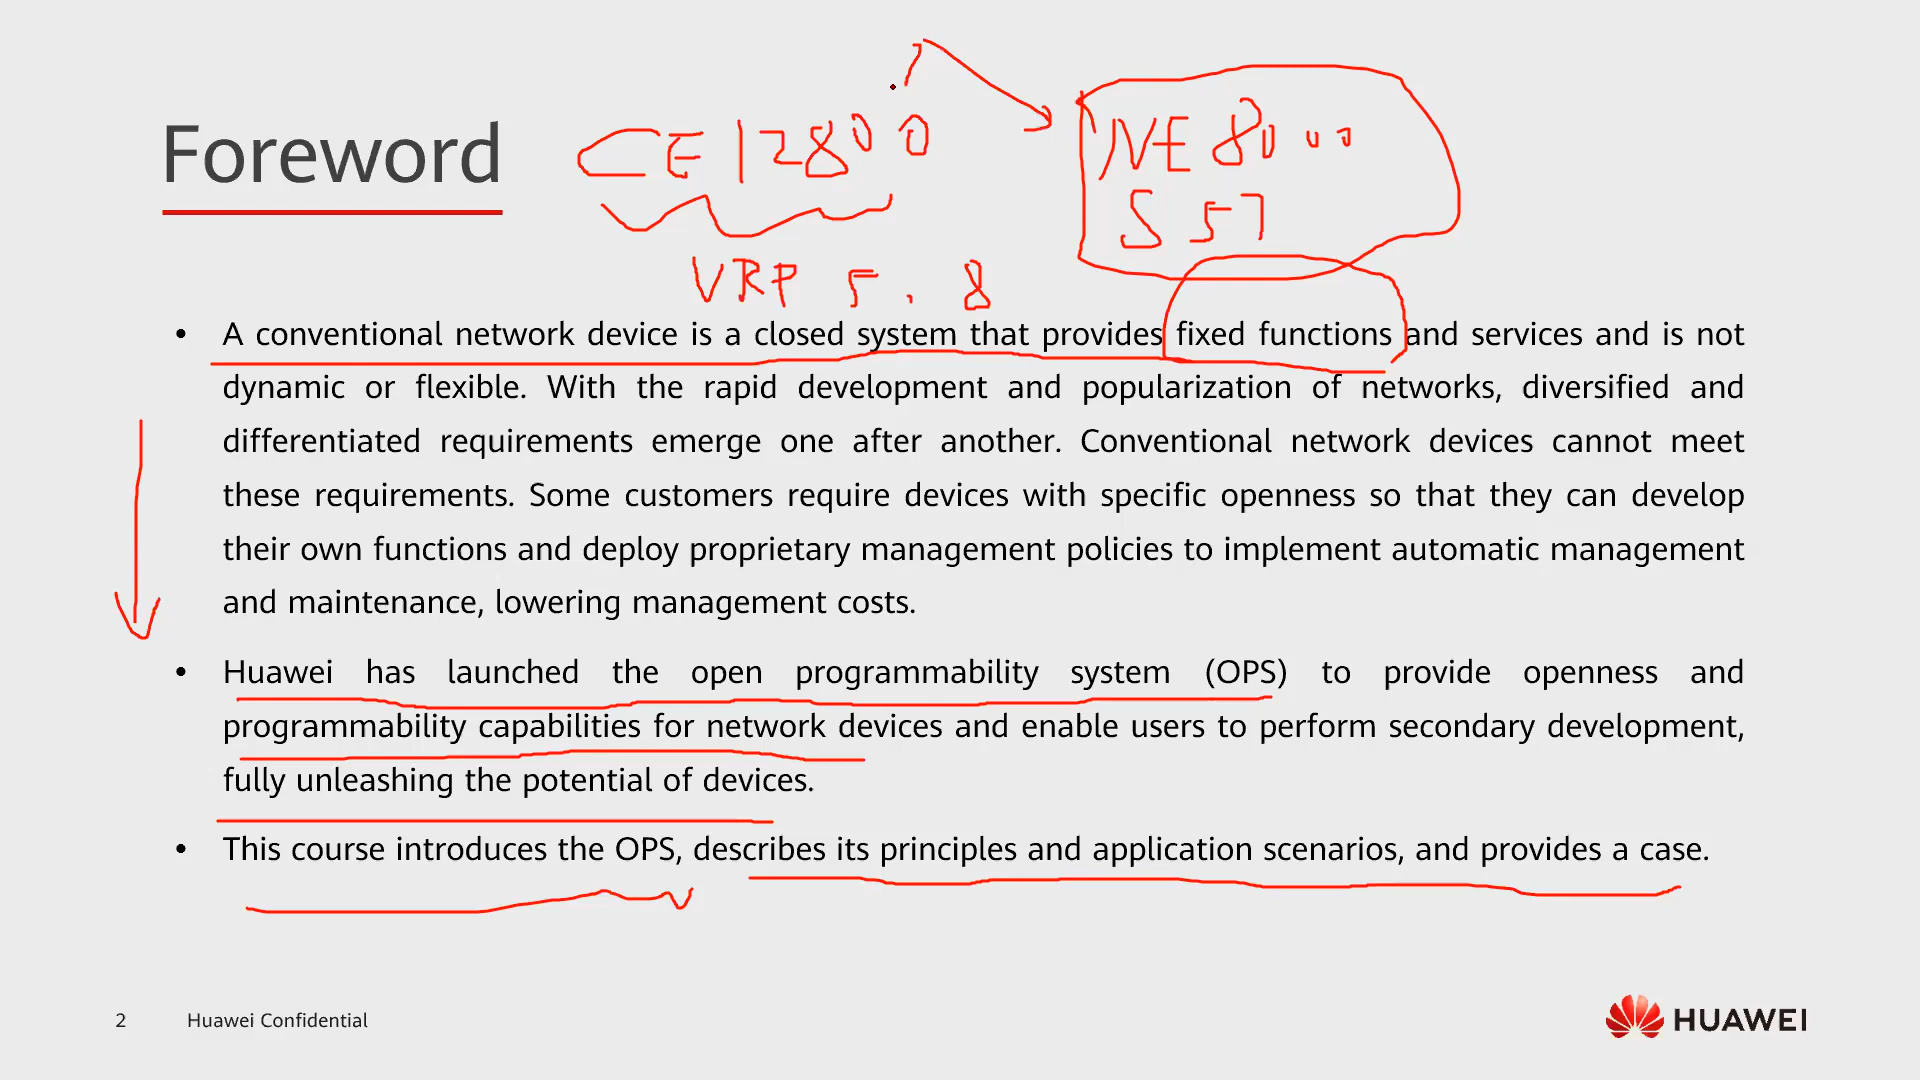 CE12800
NE8000
S57
VRP 5.8
Foreword
• A conventional network device is a closed system that provides fixed functions and services and is not
dynamic or flexible. With the rapid development and popularization of networks, diversified and
differentiated requirements emerge one after another. Conventional network devices cannot meet
these requirements. Some customers require devices with specific openness so that they can develop
their own functions and deploy proprietary management policies to implement automatic management
and maintenance, lowering management costs.
• Huawei has launched the open programmability system (OPS) to provide openness and
programmability capabilities for network devices and enable users to perform secondary development,
fully unleashing the potential of devices.
• This course introduces the OPS, describes its principles and application scenarios, and provides a case.
2 Huawei Confidential
HUAWEI